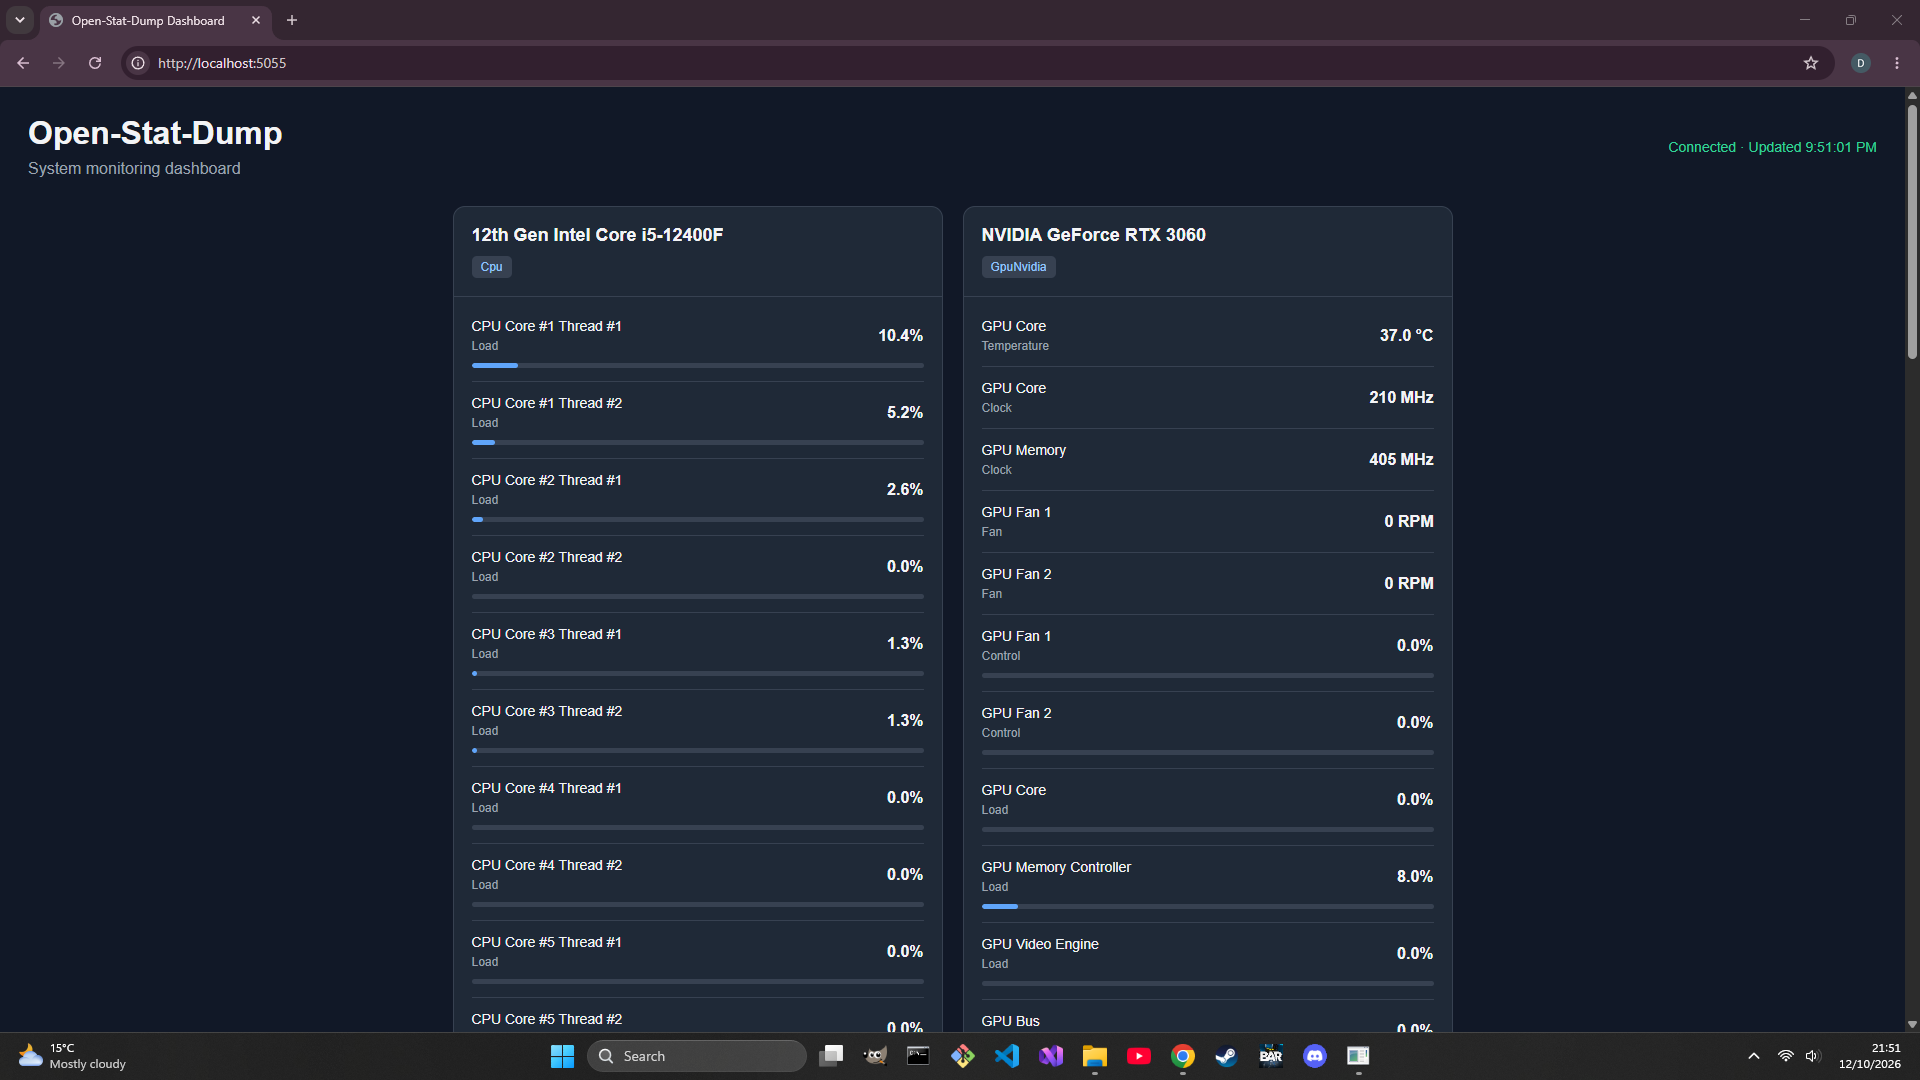 Open-Stat-Dump Dashboard
http://localhost:5055
D
Open-Stat-Dump
System monitoring dashboard
Connected · Updated 9:51:01 PM
12th Gen Intel Core i5-12400F
Cpu
CPU Core #1 Thread #1
Load
10.4%
CPU Core #1 Thread #2
Load
5.2%
CPU Core #2 Thread #1
Load
2.6%
CPU Core #2 Thread #2
Load
0.0%
CPU Core #3 Thread #1
Load
1.3%
CPU Core #3 Thread #2
Load
1.3%
CPU Core #4 Thread #1
Load
0.0%
CPU Core #4 Thread #2
Load
0.0%
CPU Core #5 Thread #1
Load
0.0%
CPU Core #5 Thread #2
0.0%
NVIDIA GeForce RTX 3060
GpuNvidia
GPU Core
Temperature
37.0 °C
GPU Core
Clock
210 MHz
GPU Memory
Clock
405 MHz
GPU Fan 1
Fan
0 RPM
GPU Fan 2
Fan
0 RPM
GPU Fan 1
Control
0.0%
GPU Fan 2
Control
0.0%
GPU Core
Load
0.0%
GPU Memory Controller
Load
8.0%
GPU Video Engine
Load
0.0%
GPU Bus
0.0%
15°C
Mostly cloudy
Search
BAR
21:51
12/10/2026